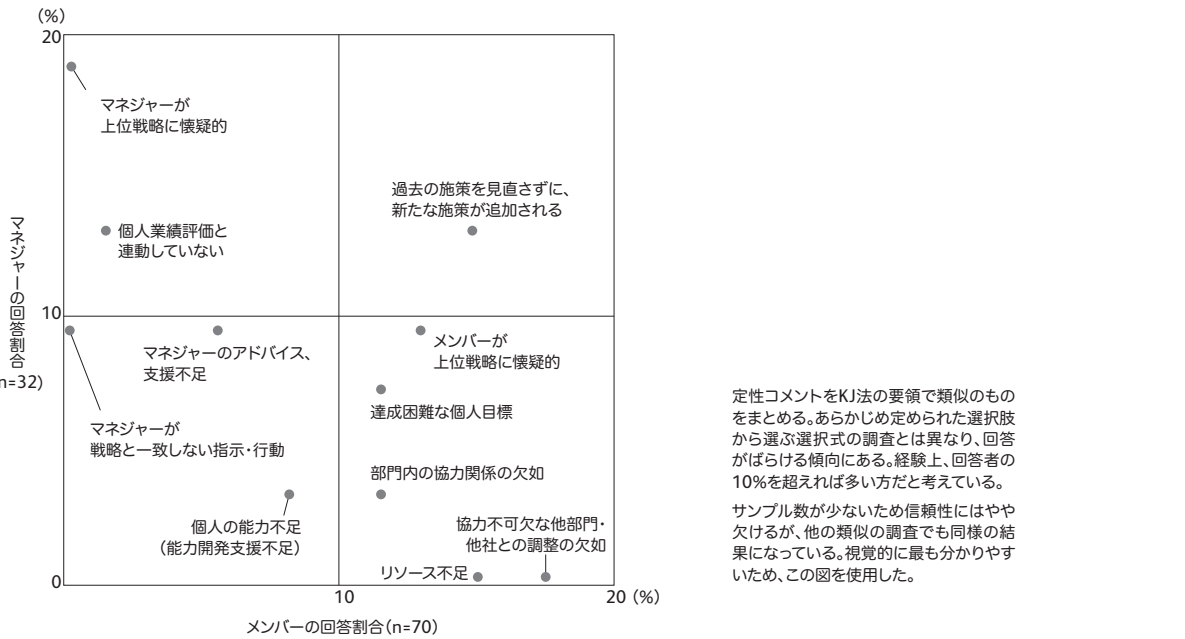 (%)
20
マネジャーが
上位戦略に懐疑的
過去の施策を見直さずに、
新たな施策が追加される
個人業績評価と
連動していない
マネジャーの回答割合
n=32)
10
マネジャーのアドバイス、
支援不足
メンバーが
上位戦略に懐疑的
達成困難な個人目標
マネジャーが
戦略と一致しない指示・行動
部門内の協力関係の欠如
個人の能力不足
(能力開発支援不足)
協力不可欠な他部門・
他社との調整の欠如
リソース不足
0
10
20 (%)
メンバーの回答割合(n=70)
定性コメントをKJ法の要領で類似のもの
をまとめる。あらかじめ定められた選択肢
から選ぶ選択式の調査とは異なり、回答
がばらける傾向にある。経験上、回答者の
10%を超えれば多い方だと考えている。
サンプル数が少ないため信頼性にはやや
欠けるが、他の類似の調査でも同様の結
果になっている。視覚的に最も分かりやす
いため、この図を使用した。